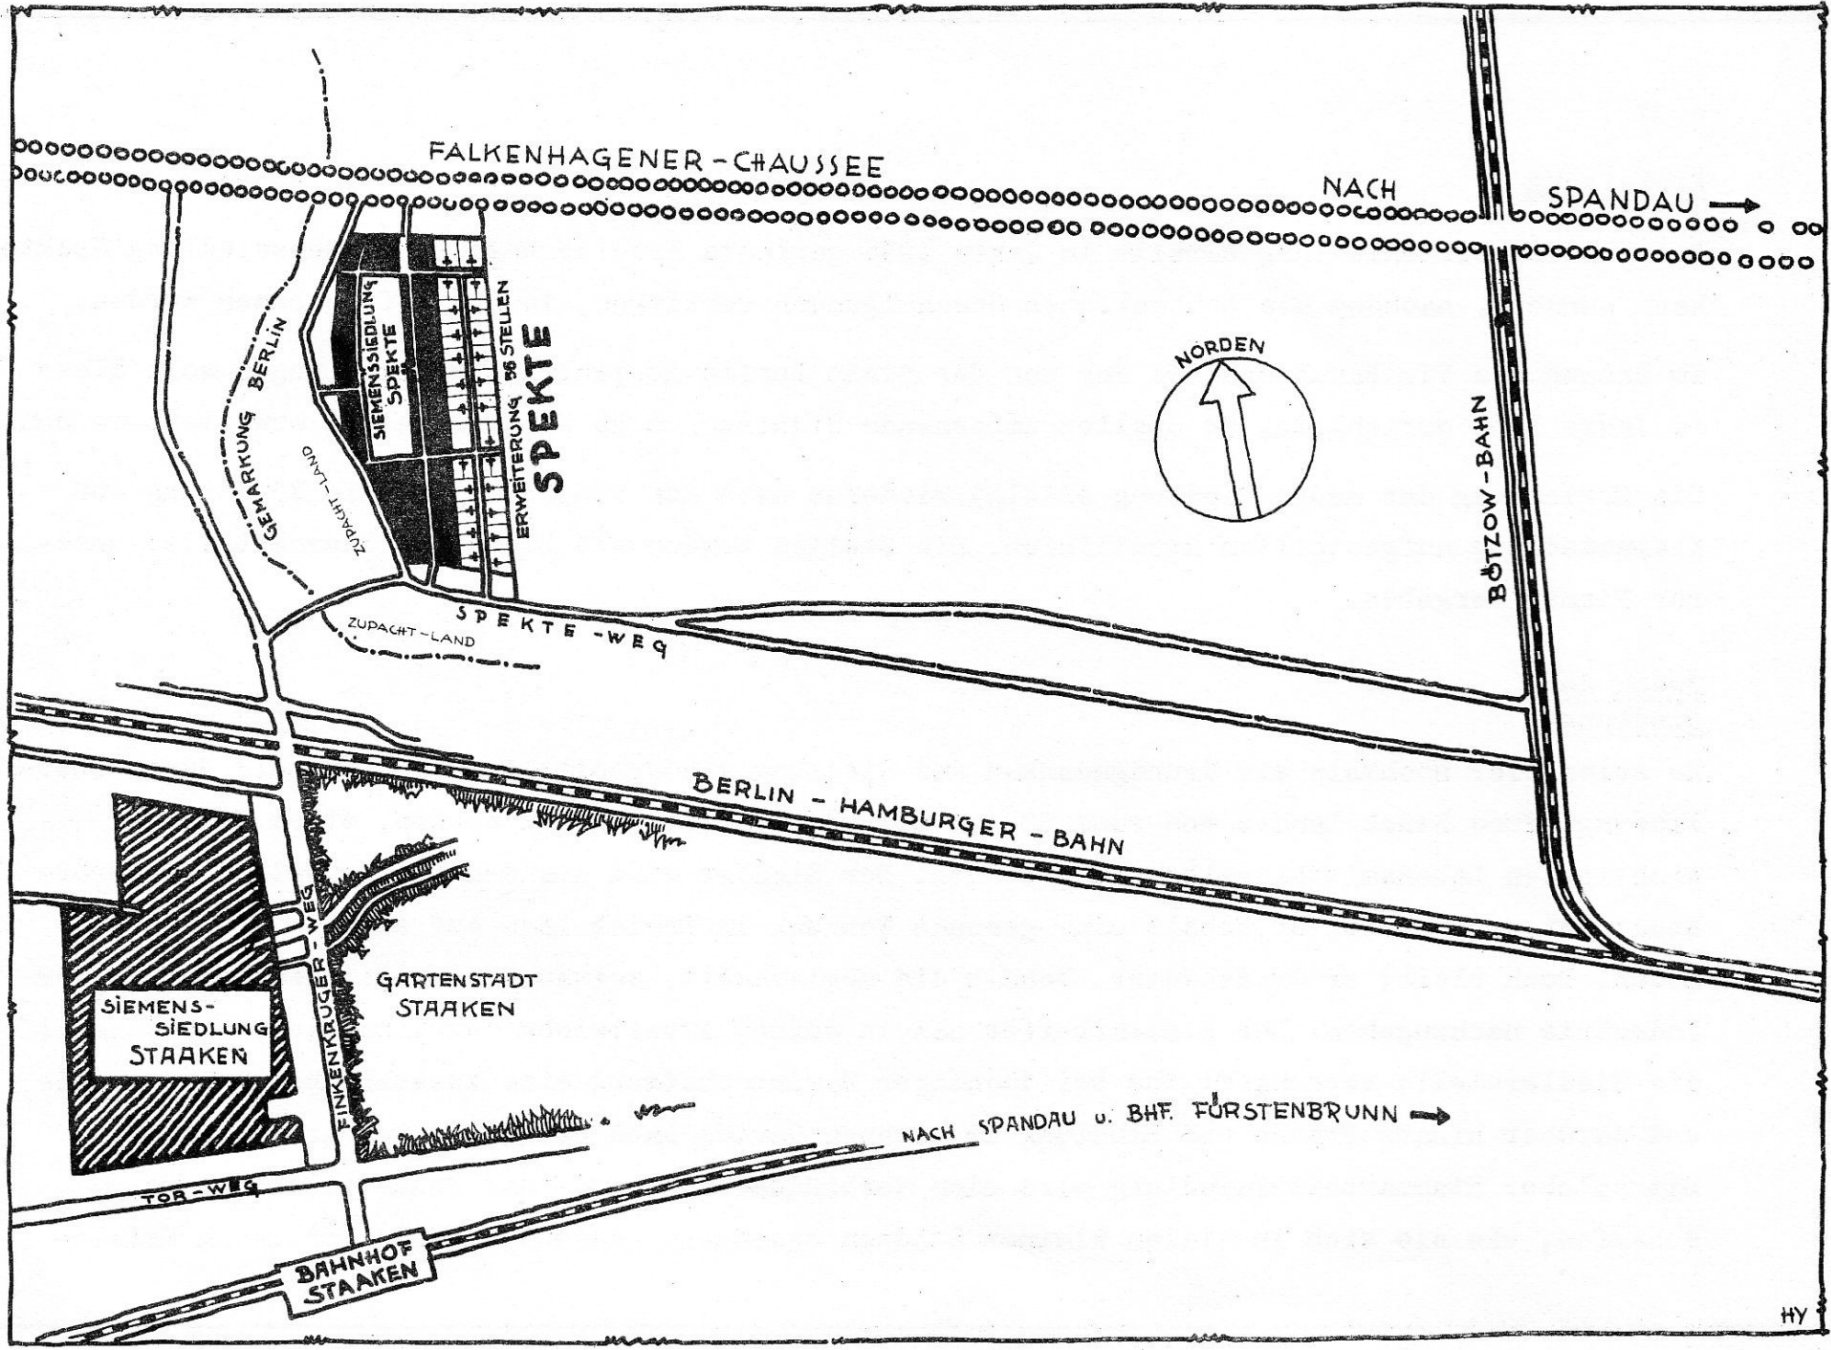 FALKENHAGENER-CHAUSSEE
NACH SPANDAU
SIEMENSSIEDLUNG
SPEKTE
ERWEITERUNG 96 STELLEN
SPEKTE
GEMARKUNG BERLIN
ZUPACHT-LAND
NORDEN
BÖTZOW-BAHN
ZUPACHT-LAND
SPEKTE-WEG
BERLIN-HAMBURGER-BAHN
FINKENKRUGER-WEG
GARTENSTADT
STAAKEN
SIEMENS-
SIEDLUNG
STAAKEN
NACH SPANDAU u. BHF. FÜRSTENBRUNN
TOR-WEG
BAHNHOF
STAAKEN
HY